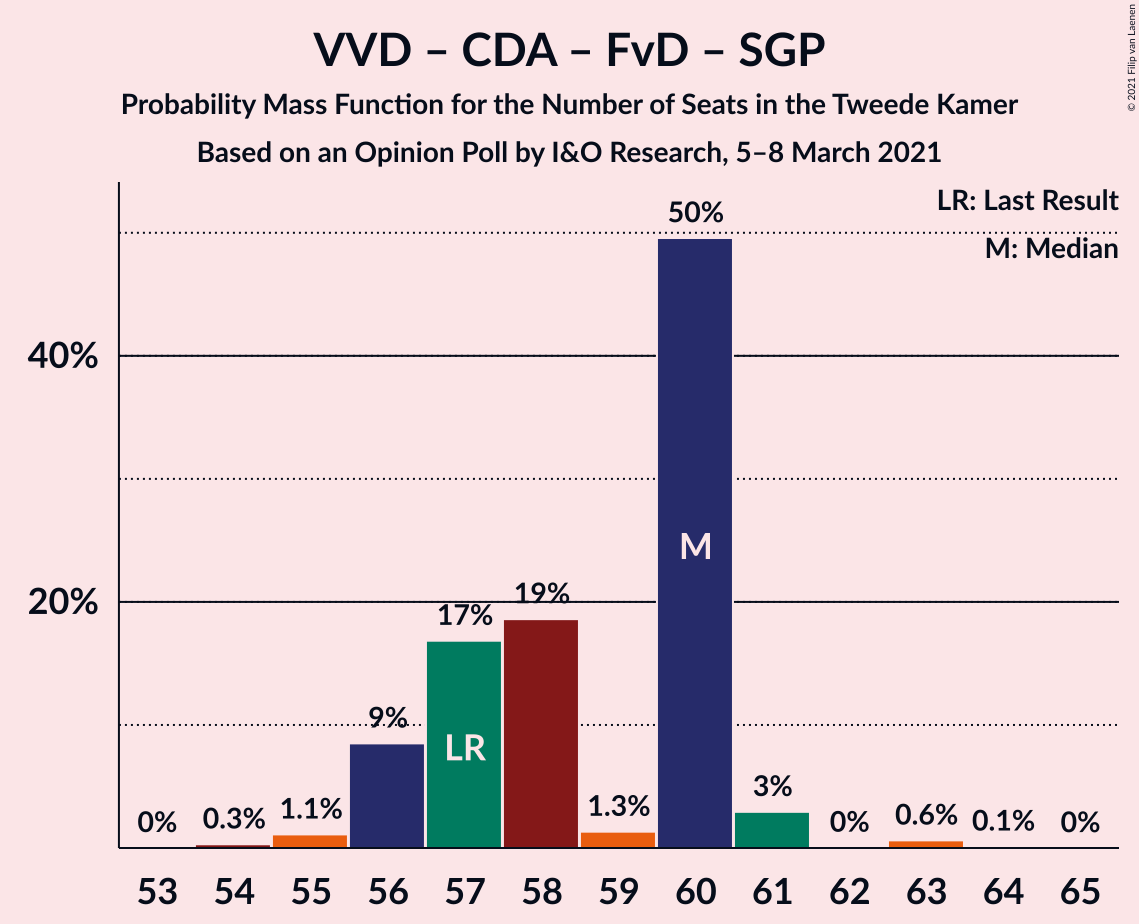 VVD – CDA – FvD – SGP
Probability Mass Function for the Number of Seats in the Tweede Kamer
Based on an Opinion Poll by I&O Research, 5–8 March 2021
© 2021 Filip van Laenen
LR: Last Result
M: Median
50%
40%
20%
19%
17%
9%
3%
1.1%
1.3%
0.3%
0.6%
0.1%
0%
0%
0%
M
LR
53 54 55 56 57 58 59 60 61 62 63 64 65